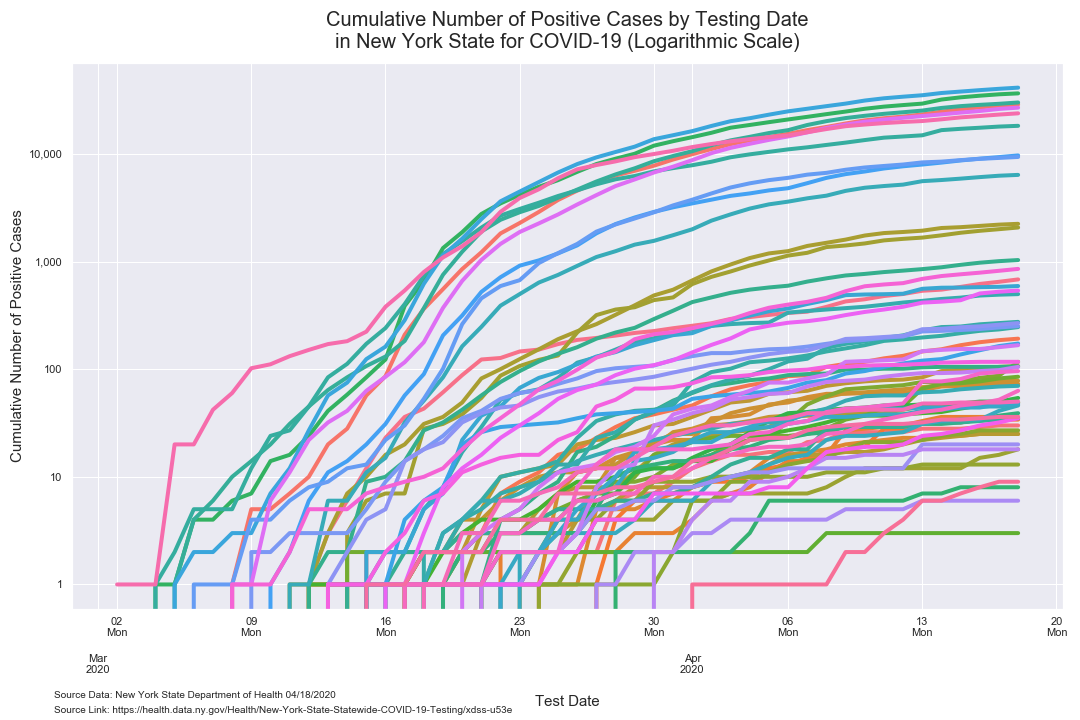 Cumulative Number of Positive Cases by Testing Date
in New York State for COVID-19 (Logarithmic Scale)
Cumulative Number of Positive Cases
10,000
1,000
100
10
1
02 09 16 23 30 06 13 20
Mon Mon Mon Mon Mon Mon Mon Mon
Mar Apr
2020 2020
Test Date
Source Data: New York State Department of Health 04/18/2020
Source Link: https://health.data.ny.gov/Health/New-York-State-Statewide-COVID-19-Testing/xdss-u53e